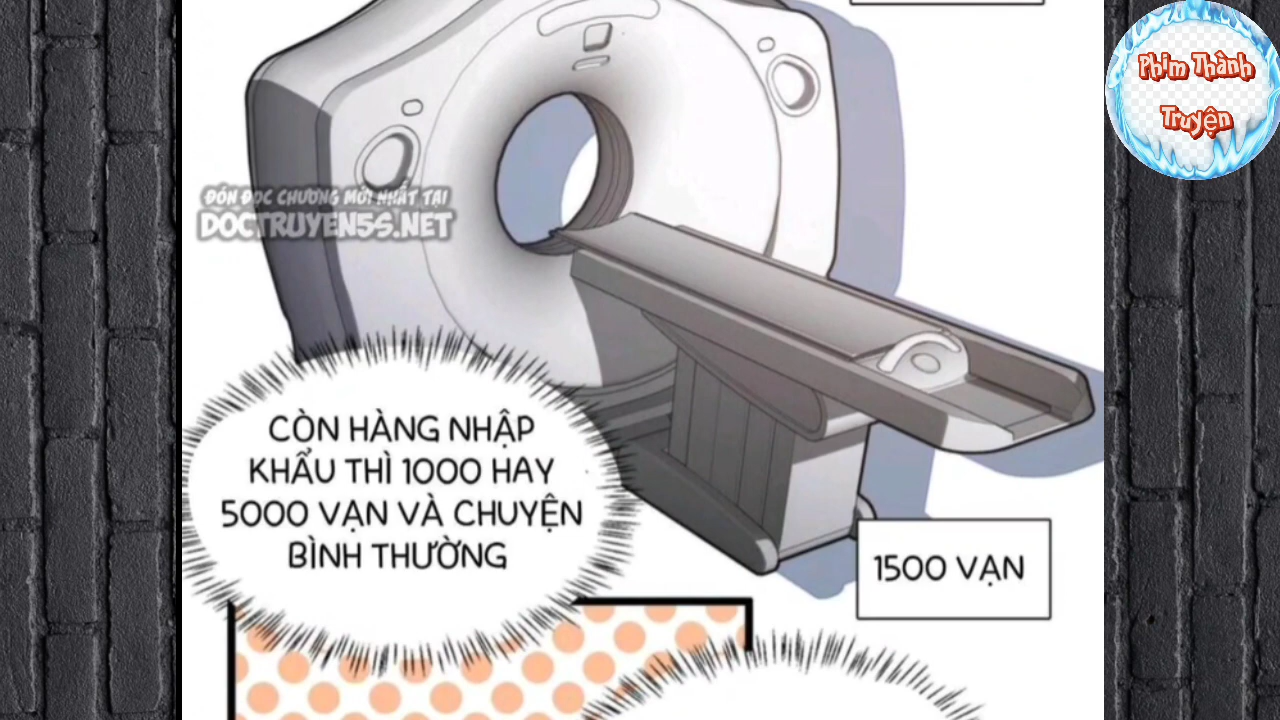 Phim Thành
Truyện
ĐÓN ĐỌC CHƯƠNG MỚI NHẤT TẠI
DOCTRUYEN5S.NET
CÒN HÀNG NHẬP
KHẨU THÌ 1000 HAY
5000 VẠN VÀ CHUYỆN
BÌNH THƯỜNG
1500 VẠN